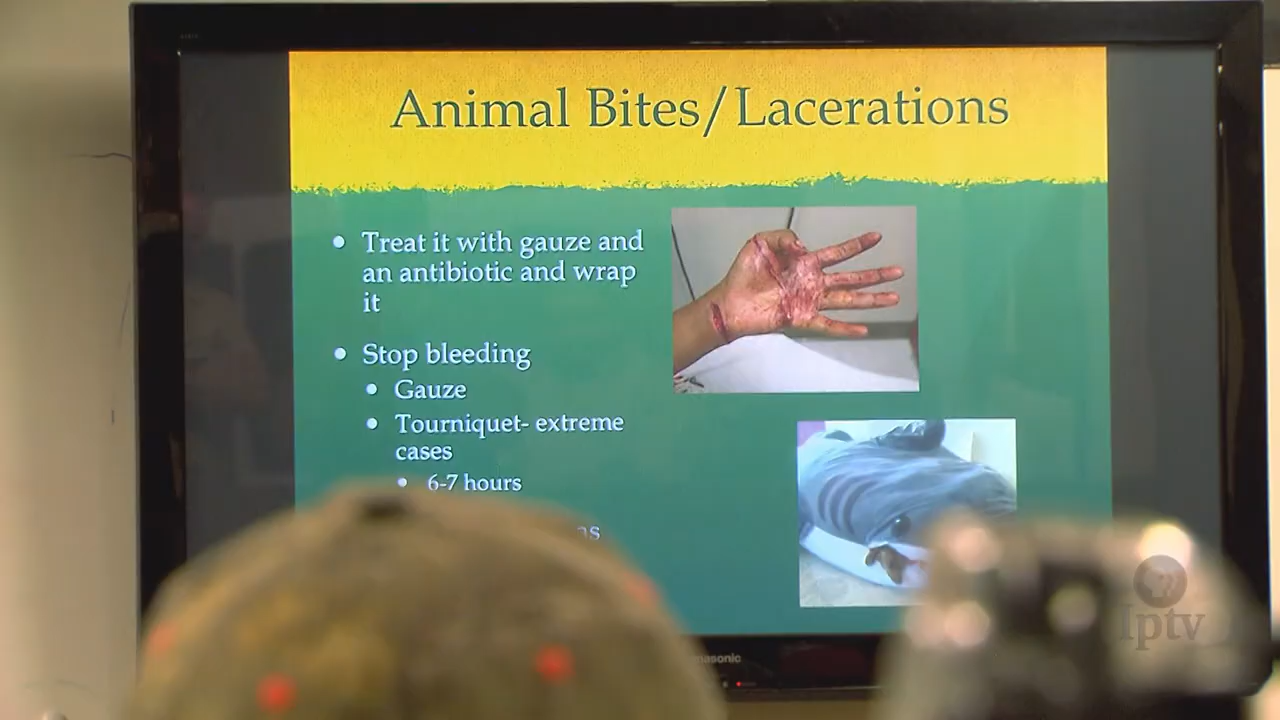 Animal Bites/Lacerations
Treat it with gauze and
an antibiotic and wrap
it
Stop bleeding
Gauze
Tourniquet- extreme
cases
6-7 hours
Iptv